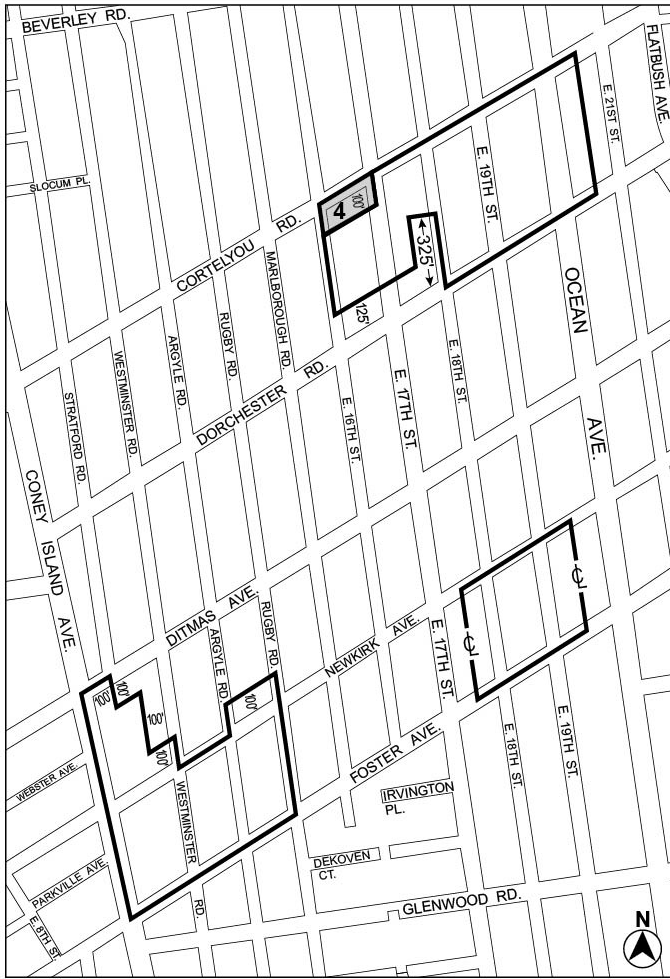 BEVERLEY RD.
FLATBUSH AVE.
E. 21ST ST.
E. 19TH ST.
SLOCUM PL.
100'
4
CORTELYOU RD.
325'
MARLBOROUGH RD.
OCEAN AVE.
125'
RUGBY RD.
ARGYLE RD.
WESTMINSTER RD.
STRATFORD RD.
DORCHESTER RD.
E. 18TH ST.
E. 17TH ST.
E. 16TH ST.
CONEY ISLAND AVE.
DITMAS AVE.
RUGBY RD.
ARGYLE RD.
NEWKIRK AVE.
E. 17TH ST.
CL
CL
100'
100'
100'
100'
100'
FOSTER AVE.
E. 18TH ST.
E. 19TH ST.
WEBSTER AVE.
WESTMINSTER RD.
IRVINGTON PL.
PARKVILLE AVE.
DEKOVEN CT.
E. 8TH ST.
GLENWOOD RD.
N